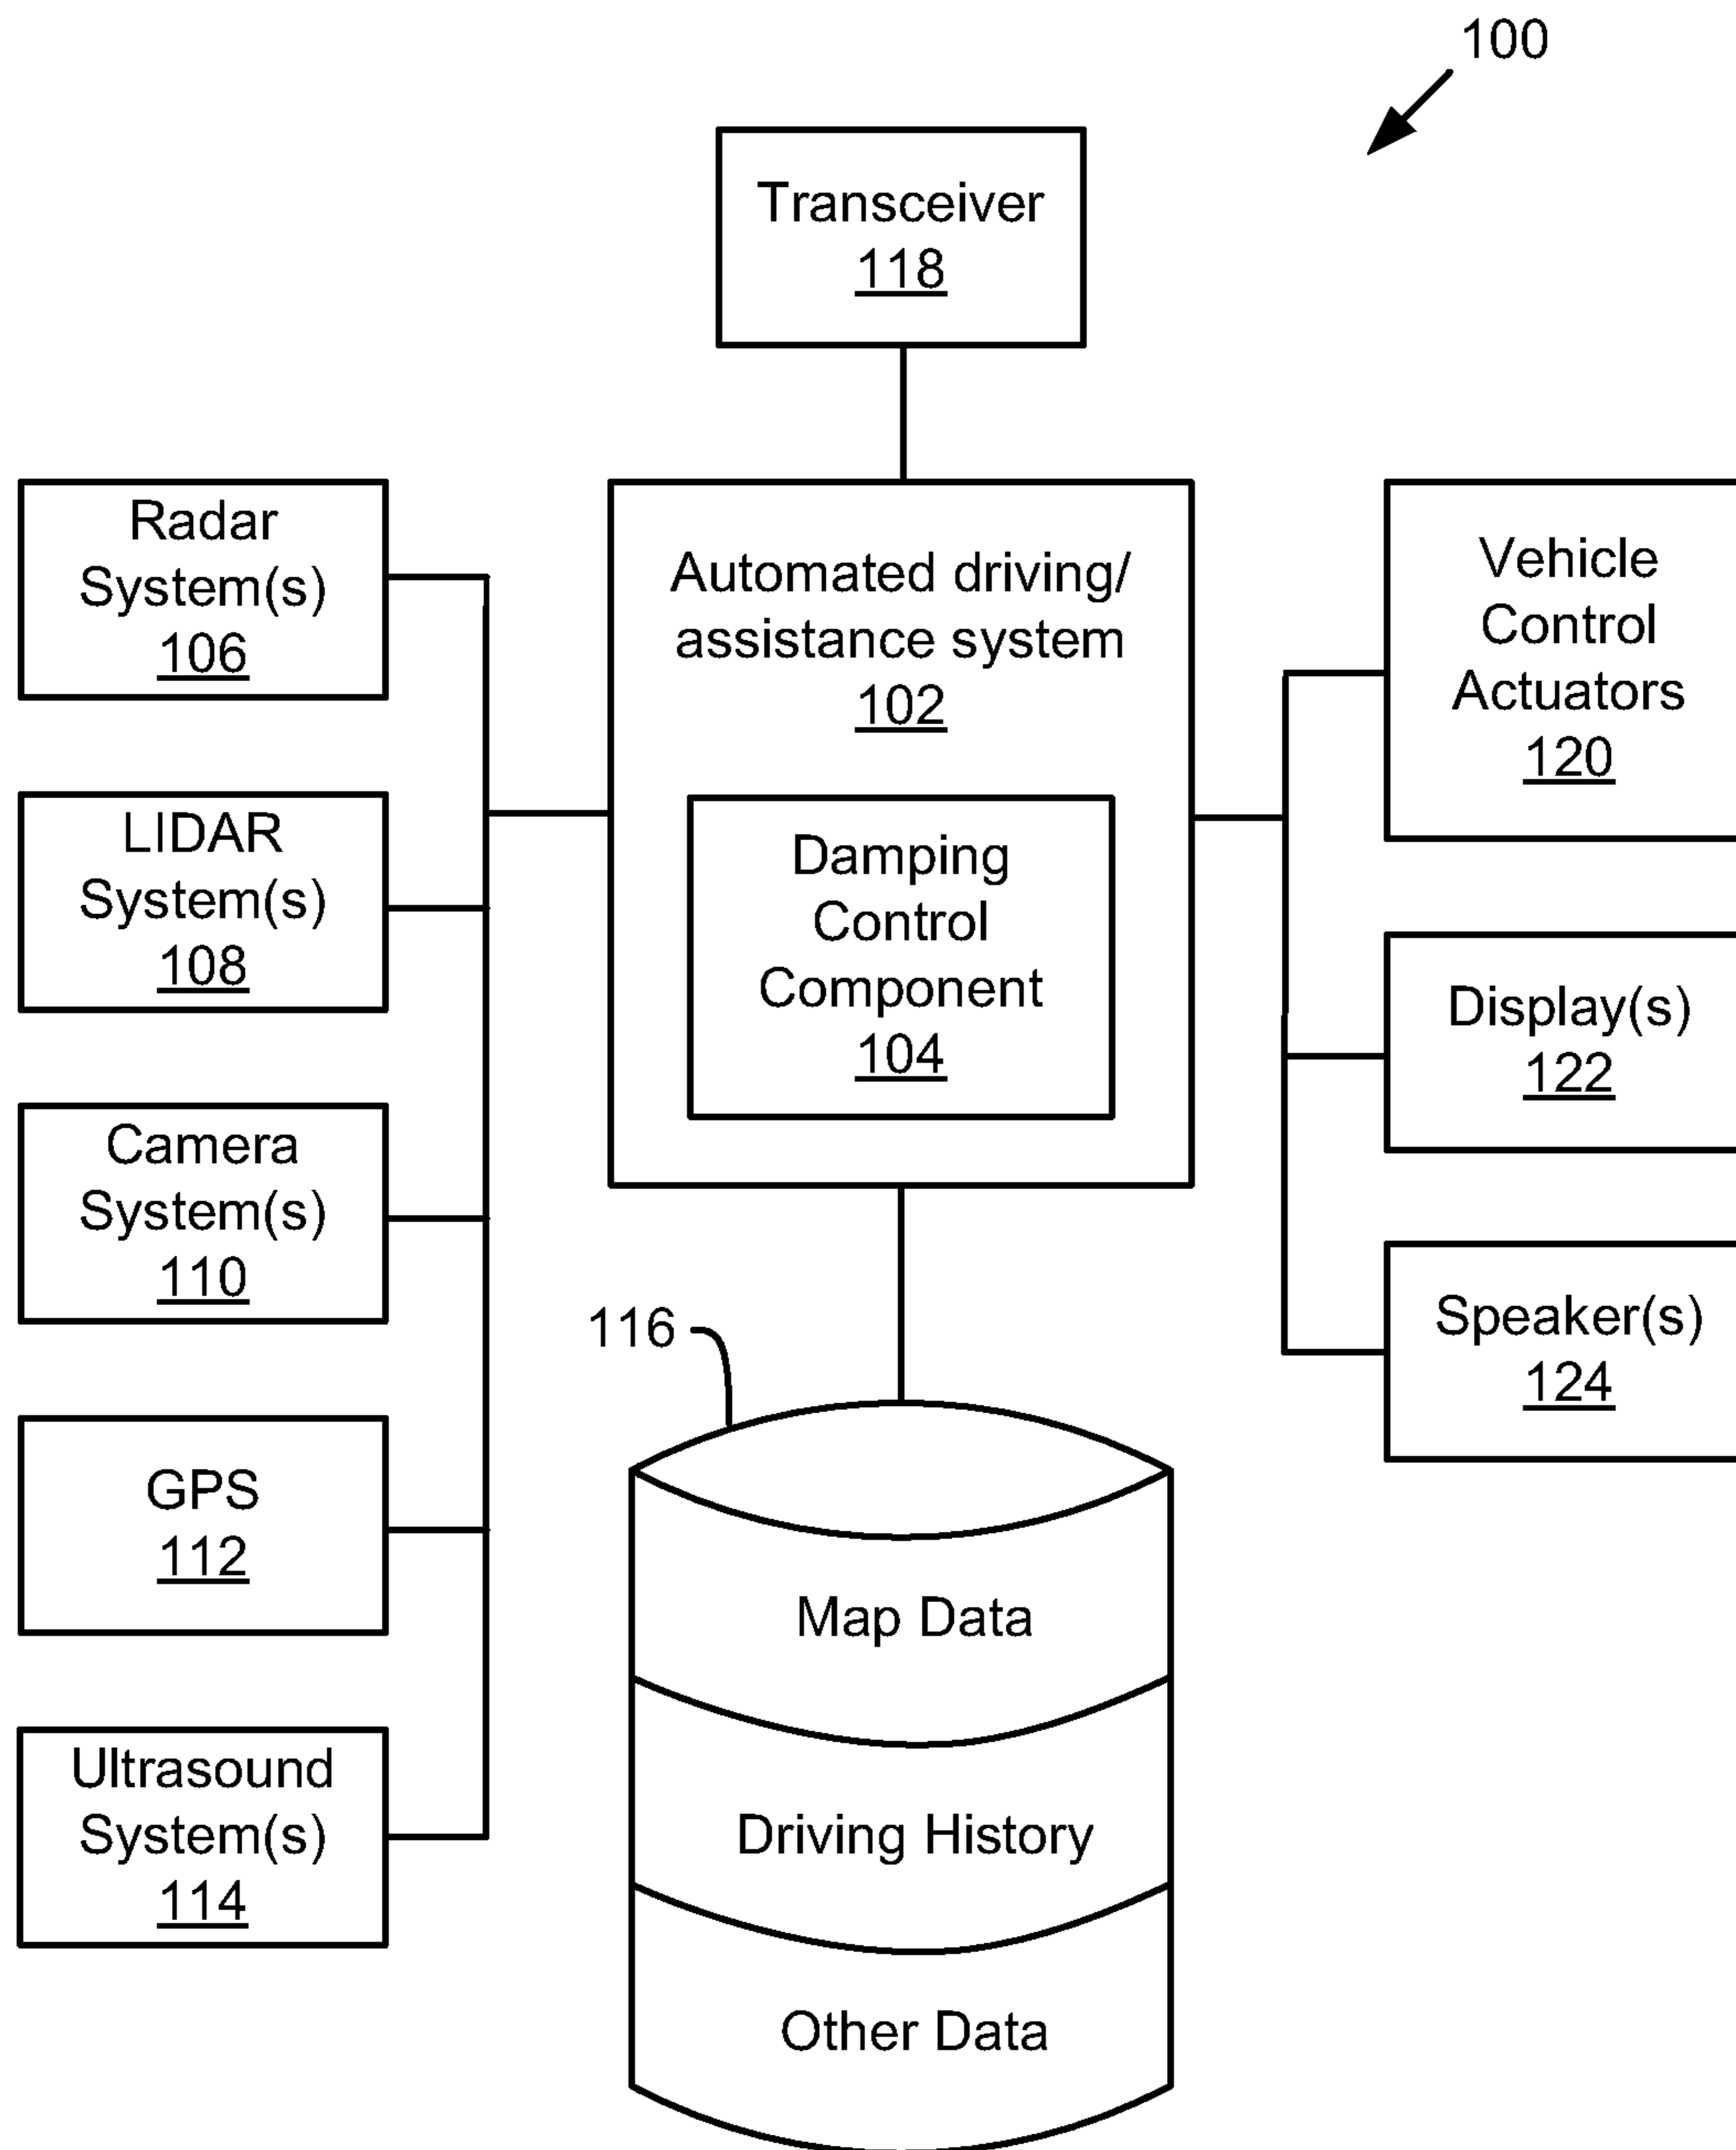 100
Transceiver
118
Radar
System(s)
106
LIDAR
System(s)
108
Camera
System(s)
110
GPS
112
Ultrasound
System(s)
114
Automated driving/
assistance system
102
Damping
Control
Component
104
116
Map Data
Driving History
Other Data
Vehicle
Control
Actuators
120
Display(s)
122
Speaker(s)
124